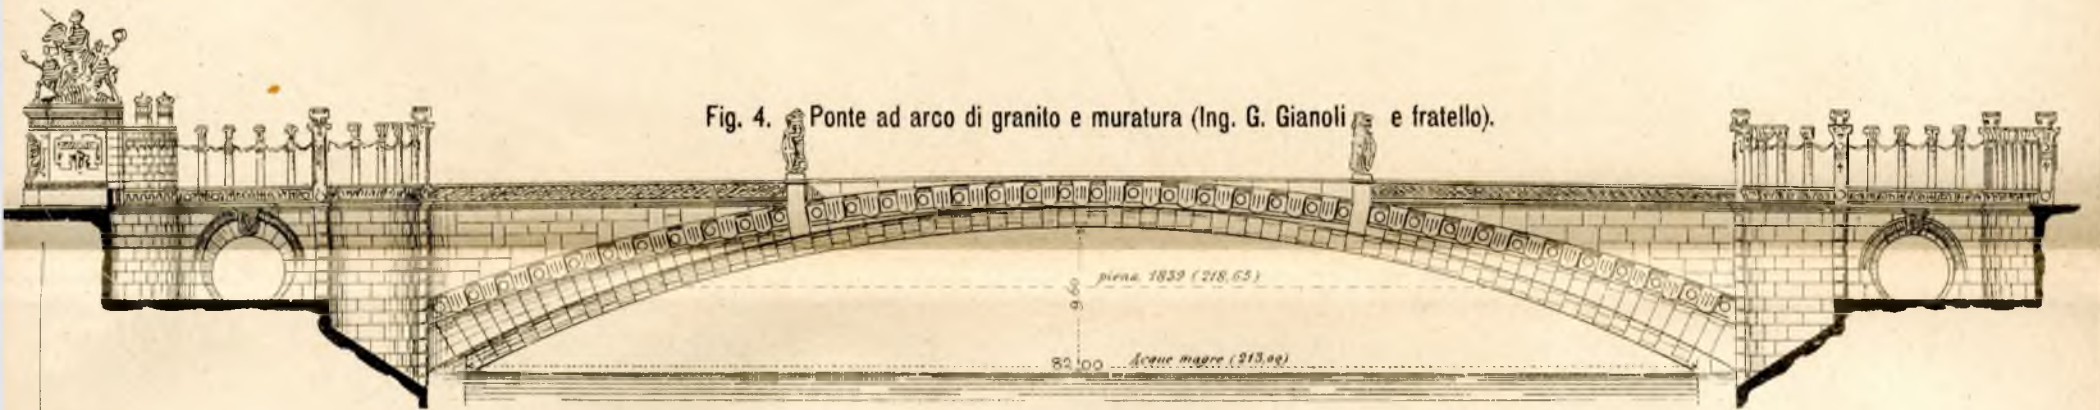 Fig. 4. Ponte ad arco di granito e muratura (Ing. G. Gianoli e fratello).
piena 1839 (218,65)
9,80
82,00 Acque magre (213,09)